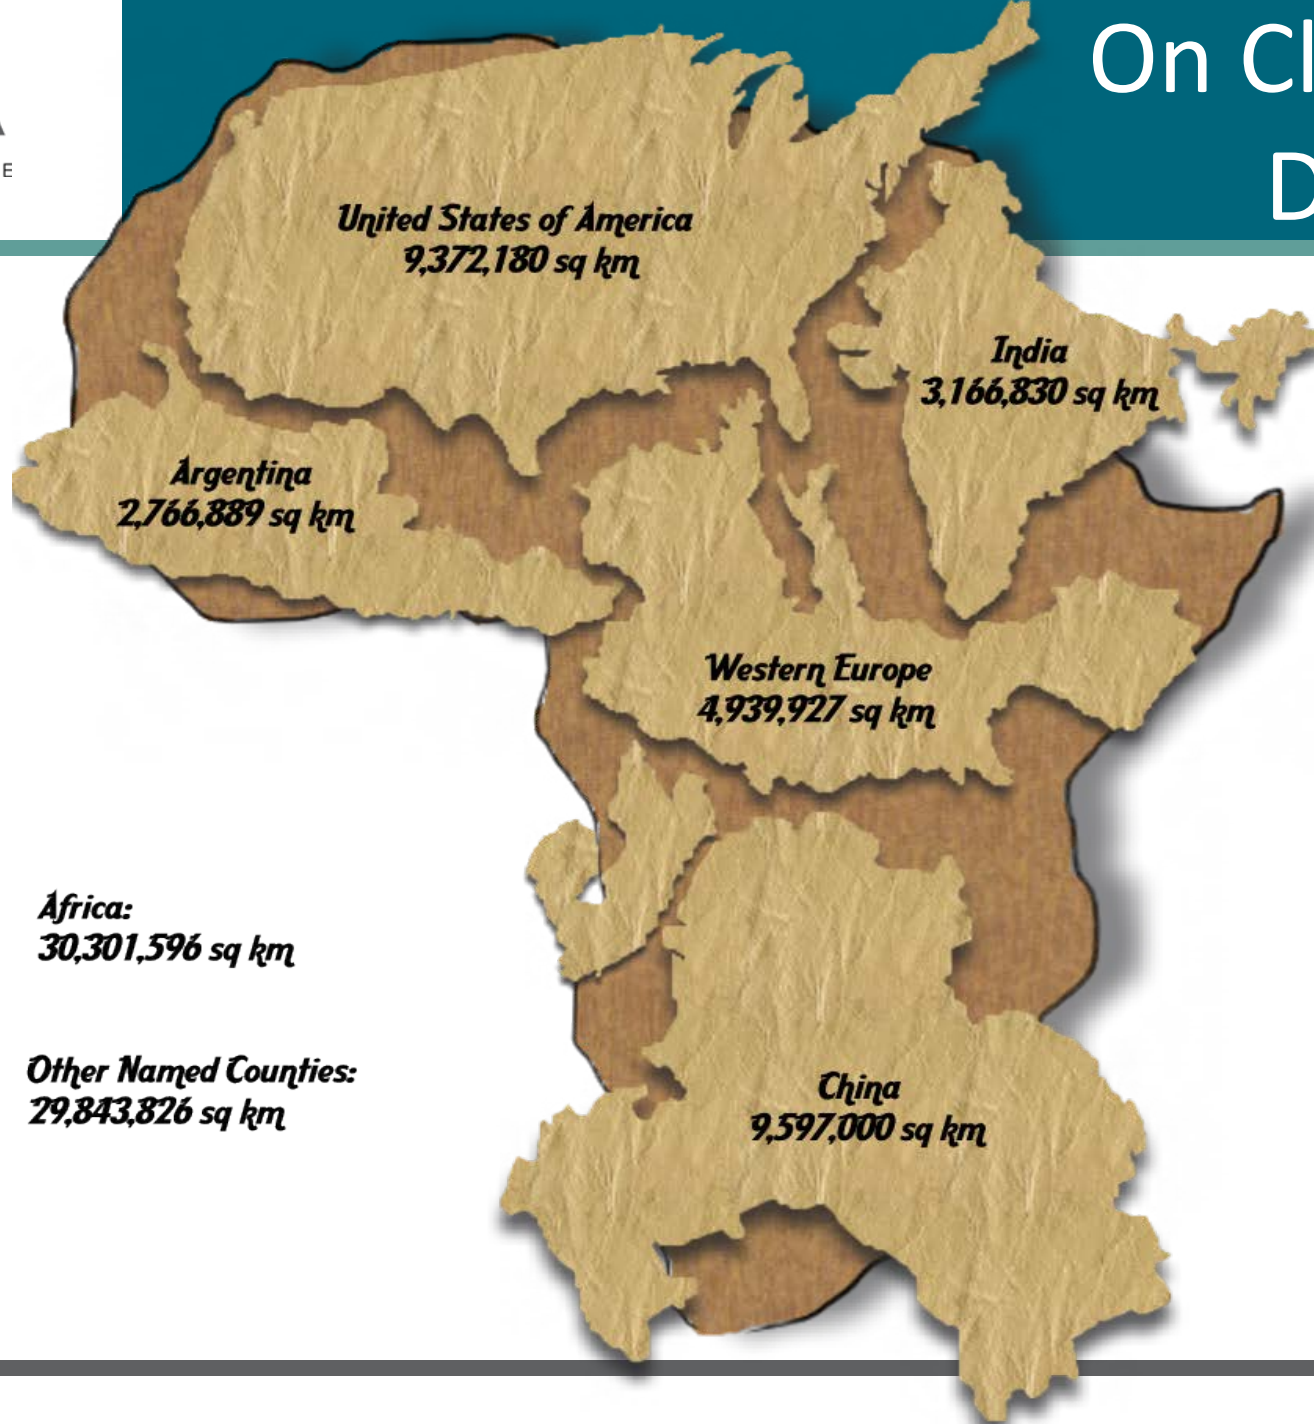 On
E
United States of America
9,372,180 sq km
India
3,166,830 sq km
Argentina
2,766,889 sq km
Western Europe
4,939,927 sq km
Africa:
30,301,596 sq km
Other Named Counties:
29,843,826 sq km
China
9,597,000 sq km